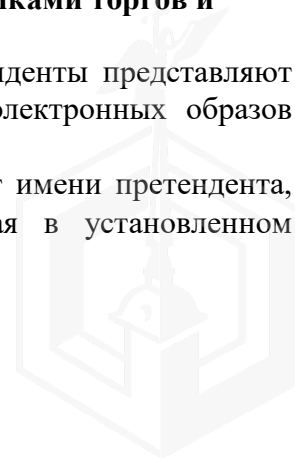 ками торгов и
денты представляют
электронных образов
имени претендента,
в установленном